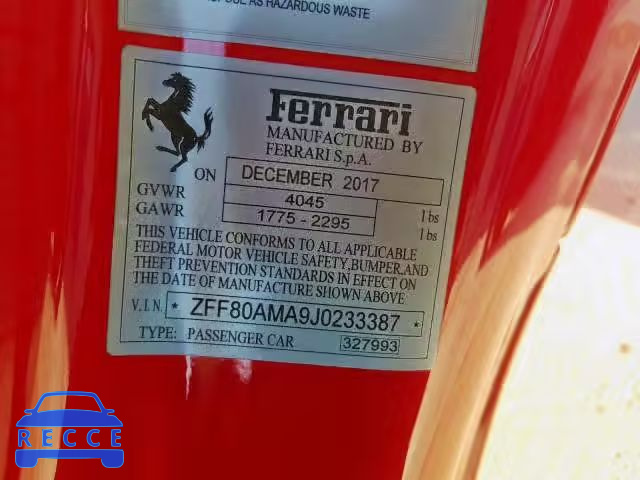 AS HAZARDOUS WASTE
Ferrari
MANUFACTURED BY
FERRARI S.p.A.
ON DECEMBER 2017
GVWR 4045 lbs
GAWR 1775 - 2295 lbs
THIS VEHICLE CONFORMS TO ALL APPLICABLE
FEDERAL MOTOR VEHICLE SAFETY,BUMPER,AND
THEFT PREVENTION STANDARDS IN EFFECT ON
THE DATE OF MANUFACTURE SHOWN ABOVE
V.I.N. * ZFF80AMA9J0233387 *
TYPE: PASSENGER CAR 327993
RECCE